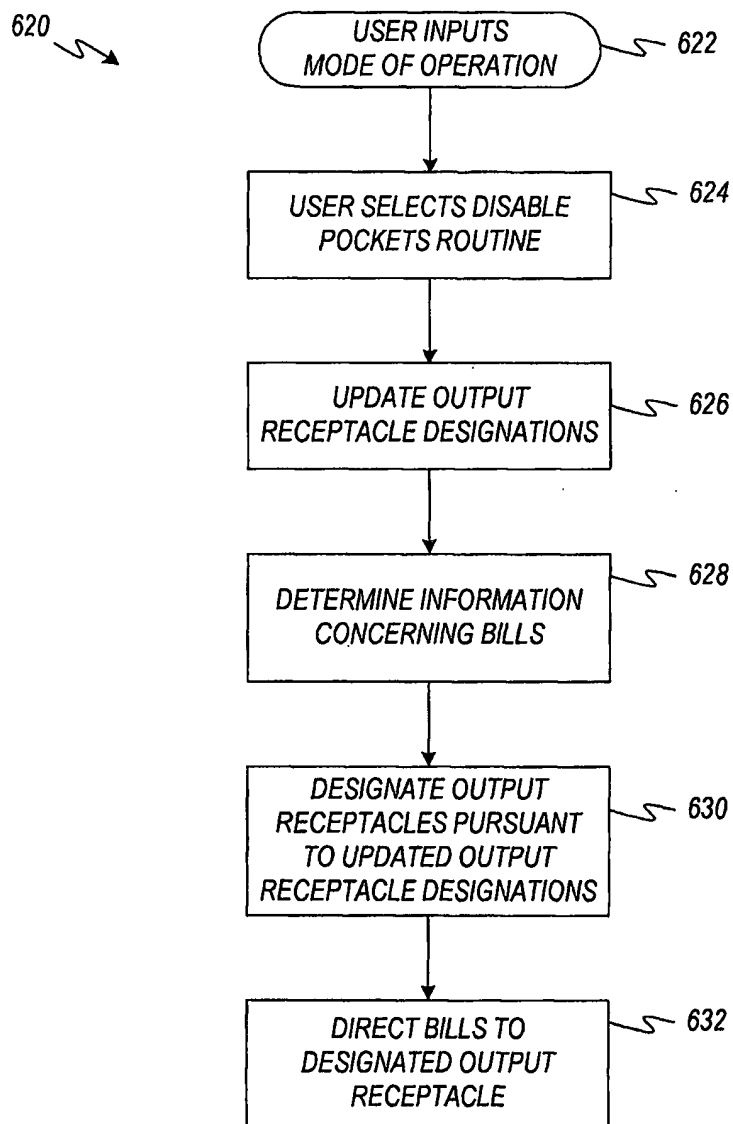 620
USER INPUTS
MODE OF OPERATION
622
USER SELECTS DISABLE
POCKETS ROUTINE
624
UPDATE OUTPUT
RECEPTACLE DESIGNATIONS
626
DETERMINE INFORMATION
CONCERNING BILLS
628
DESIGNATE OUTPUT
RECEPTACLES PURSUANT
TO UPDATED OUTPUT
RECEPTACLE DESIGNATIONS
630
DIRECT BILLS TO
DESIGNATED OUTPUT
RECEPTACLE
632